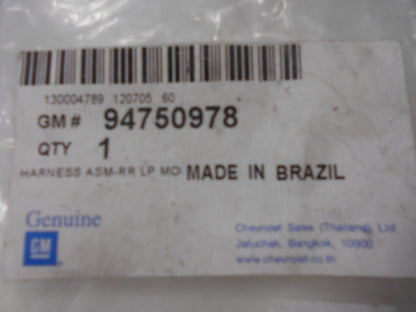 130004789 120705 60
GM # 94750978
QTY 1
HARNESS ASM-RR LP MO MADE IN BRAZIL
Genuine
GM
Chevrolet Sales (Thailand) Ltd.
Jatuchak, Bangkok, 10900
www.chevrolet.co.th